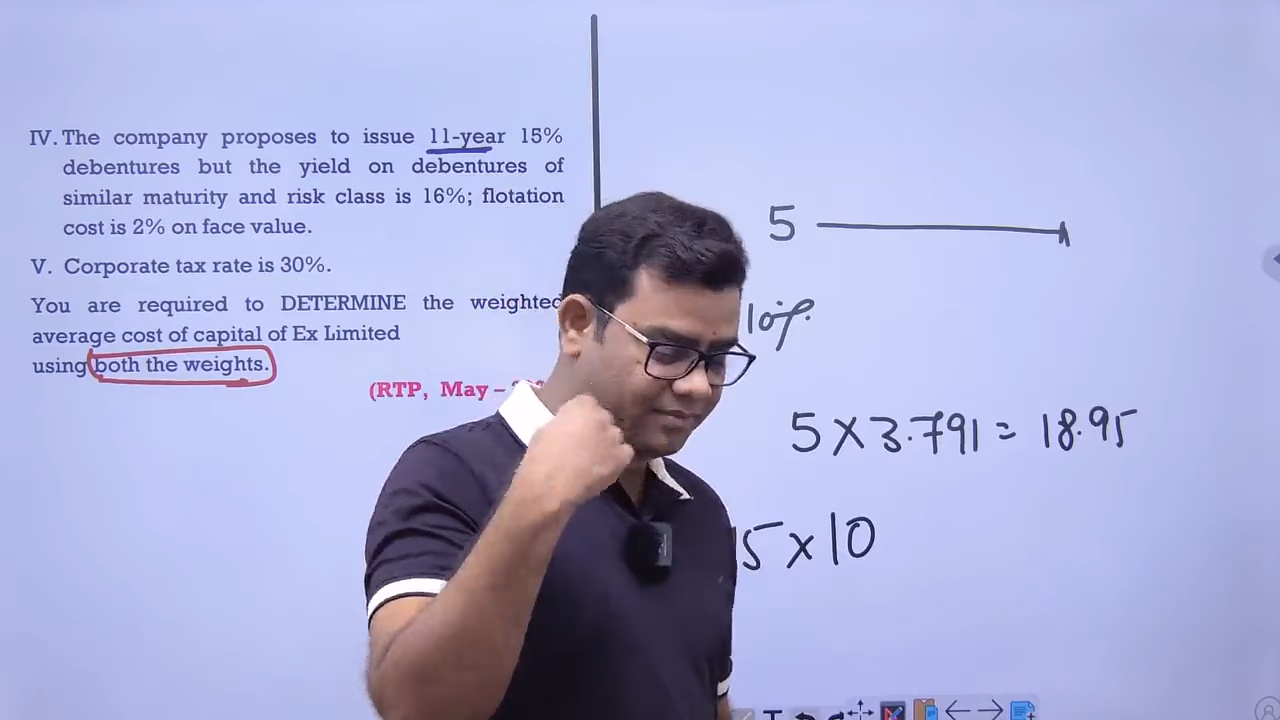 IV. The company proposes to issue 11-year 15%
debentures but the yield on debentures of
similar maturity and risk class is 16%; flotation
cost is 2% on face value.
V. Corporate tax rate is 30%.
You are required to DETERMINE the weighted
average cost of capital of Ex Limited
using both the weights.
(RTP, May –
5
10%.
5 × 3.791 = 18.95
5 × 10